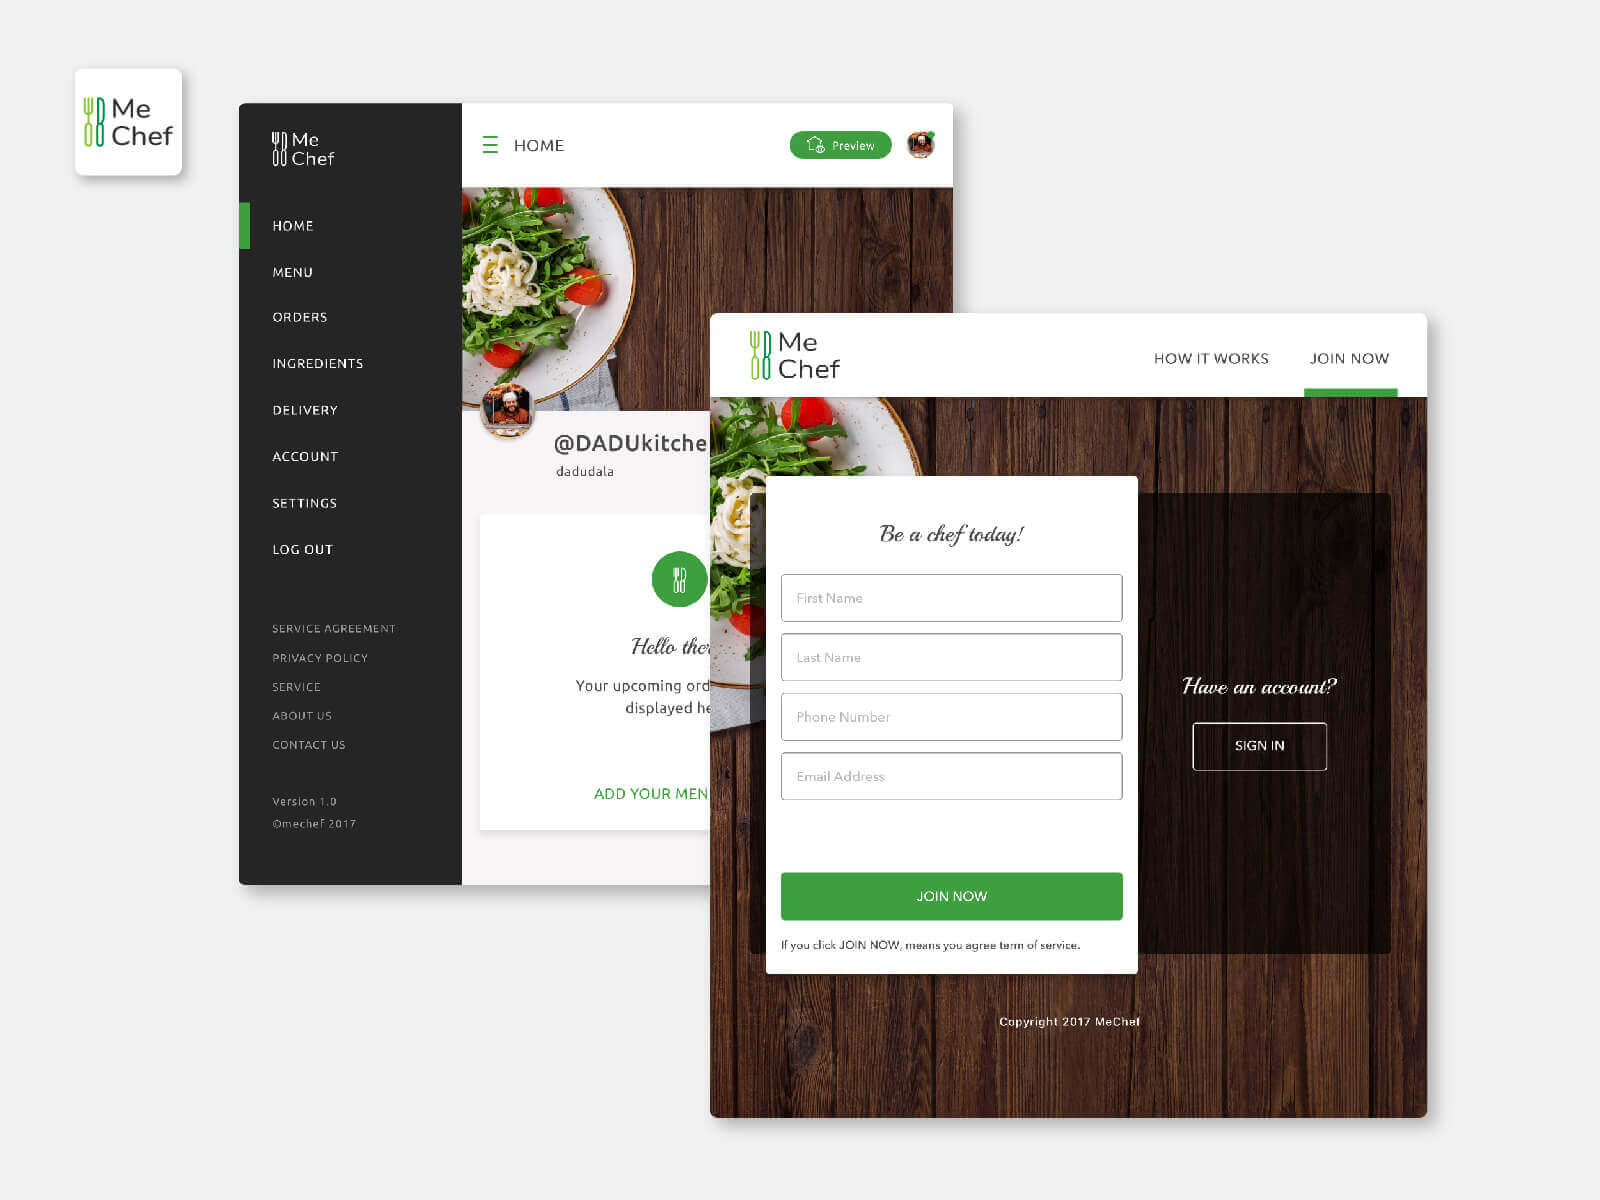 Me
Chef
Me
Chef
HOME
MENU
ORDERS
INGREDIENTS
DELIVERY
ACCOUNT
SETTINGS
LOG OUT
SERVICE AGREEMENT
PRIVACY POLICY
SERVICE
ABOUT US
CONTACT US
Version 1.0
©mechef 2017
HOME
Preview
@DADUkitche
dadudala
Hello ther
Your upcoming ord
displayed he
ADD YOUR MEN
Me
Chef
HOW IT WORKS
JOIN NOW
Be a chef today!
First Name
Last Name
Phone Number
Email Address
JOIN NOW
If you click JOIN NOW, means you agree term of service.
Have an account?
SIGN IN
Copyright 2017 MeChef